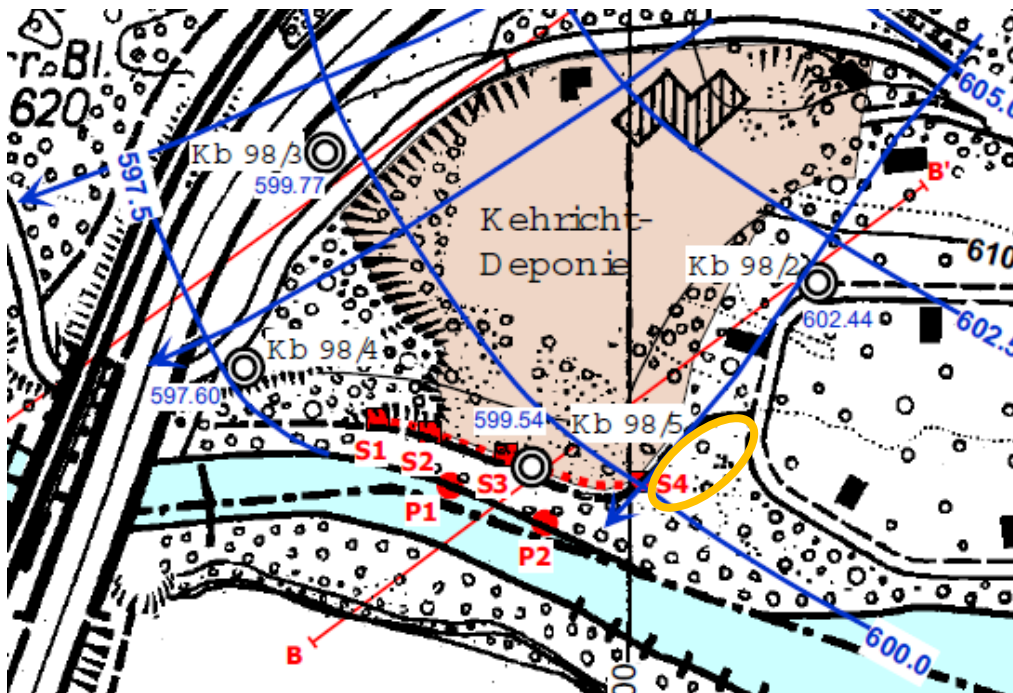 r.Bl.
620
597.5
Kb 98/3
599.77
605.0
B'
Kehricht-
Deponie
Kb 98/2
610
602.44
602.5
Kb 98/4
597.60
599.54
Kb 98/5
S1
S2
S3
S4
P1
P2
B
600.0
00